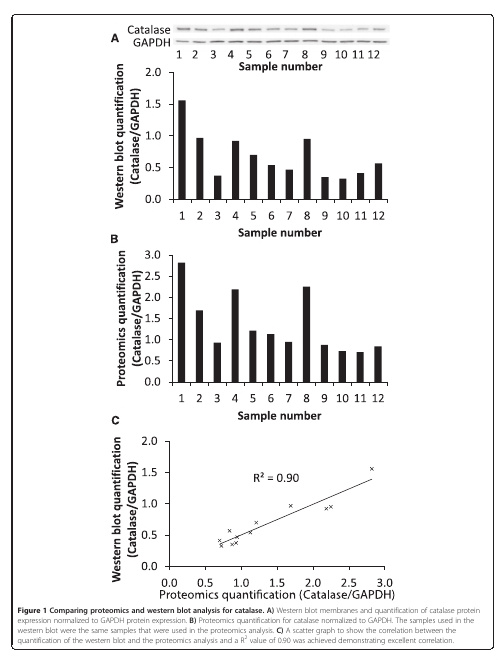 A
Catalase
GAPDH
1 2 3 4 5 6 7 8 9 10 11 12
Sample number
Western blot quantification
(Catalase/GAPDH)
2.0
1.5
1.0
0.5
0.0
1 2 3 4 5 6 7 8 9 10 11 12
Sample number
B
Proteomics quantification
(Catalase/GAPDH)
3.0
2.5
2.0
1.5
1.0
0.5
0.0
1 2 3 4 5 6 7 8 9 10 11 12
Sample number
C
Western blot quantification
(Catalase/GAPDH)
2.0
1.5
1.0
0.5
0.0
R² = 0.90
0.0 0.5 1.0 1.5 2.0 2.5 3.0
Proteomics quantification (Catalase/GAPDH)
Figure 1 Comparing proteomics and western blot analysis for catalase. A) Western blot membranes and quantification of catalase protein
expression normalized to GAPDH protein expression. B) Proteomics quantification for catalase normalized to GAPDH. The samples used in the
western blot were the same samples that were used in the proteomics analysis. C) A scatter graph to show the correlation between the
quantification of the western blot and the proteomics analysis and a R² value of 0.90 was achieved demonstrating excellent correlation.